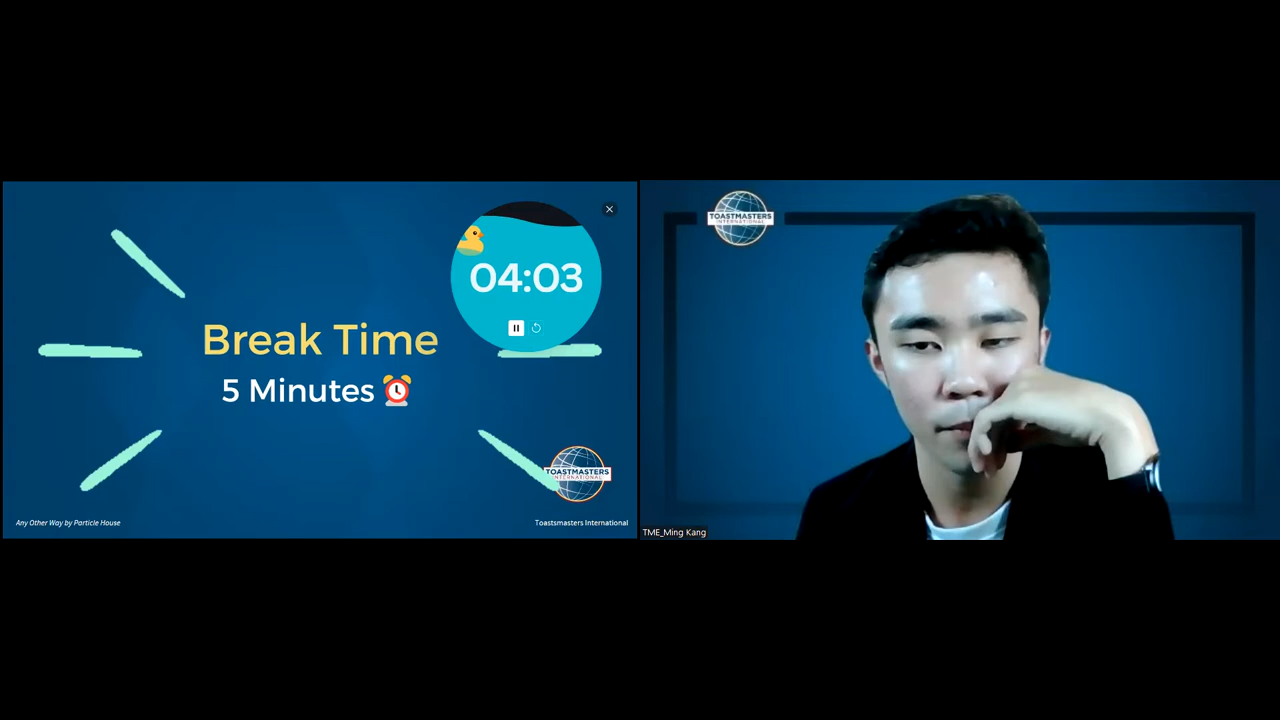 04:03
Break Time
5 Minutes
TOASTMASTERS
INTERNATIONAL
Any Other Way by Particle House
Toastsmasters International
TOASTMASTERS
INTERNATIONAL
TME_Ming Kang